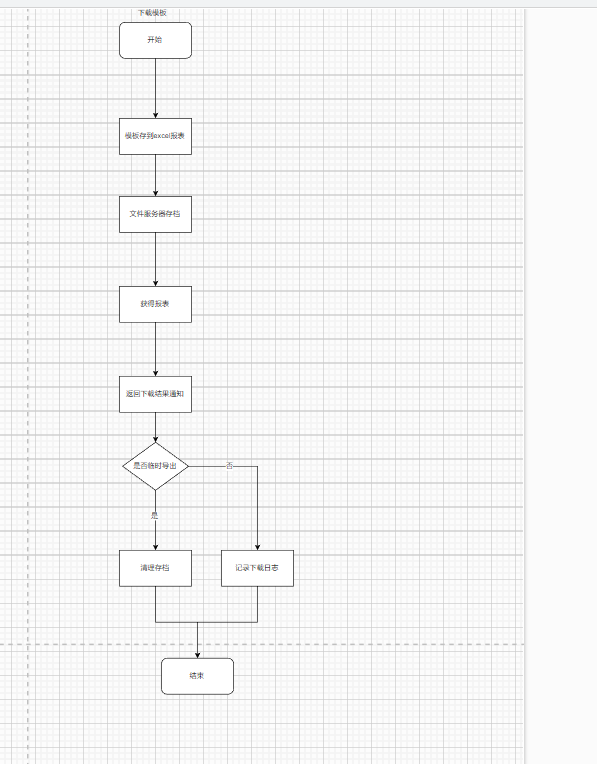 下载模板
开始
模板存到excel报表
文件服务器存档
获得报表
返回下载结果通知
是否临时导出
否
是
清理存档
记录下载日志
结束